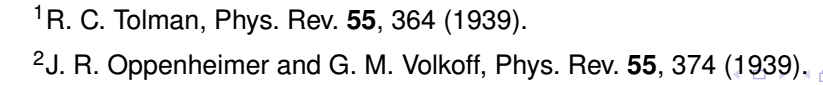 ¹R. C. Tolman, Phys. Rev. 55, 364 (1939).
²J. R. Oppenheimer and G. M. Volkoff, Phys. Rev. 55, 374 (1939).